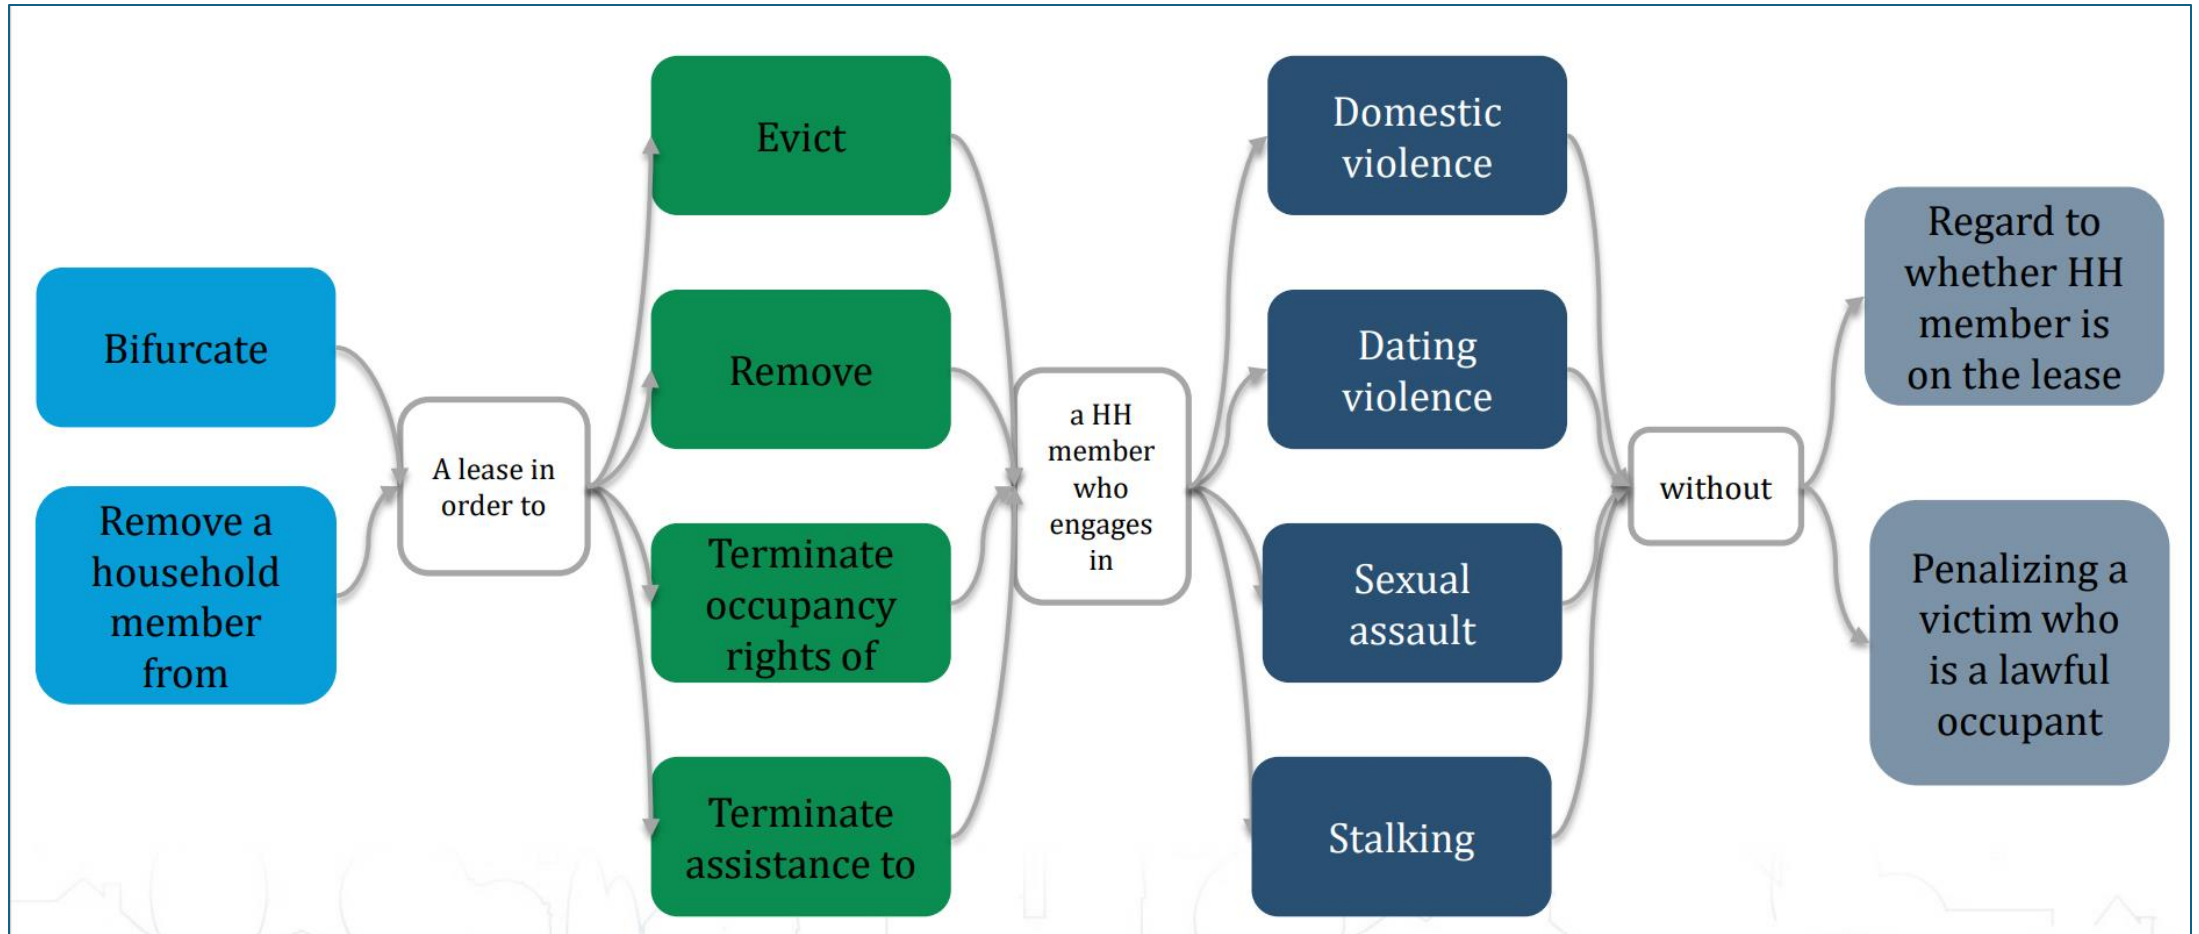 Bifurcate
Remove a
household
member
from
A lease in
order to
Evict
Remove
Terminate
occupancy
rights of
Terminate
assistance to
a HH
member
who
engages
in
Domestic
violence
Dating
violence
Sexual
assault
Stalking
without
Regard to
whether HH
member is
on the lease
Penalizing a
victim who
is a lawful
occupant